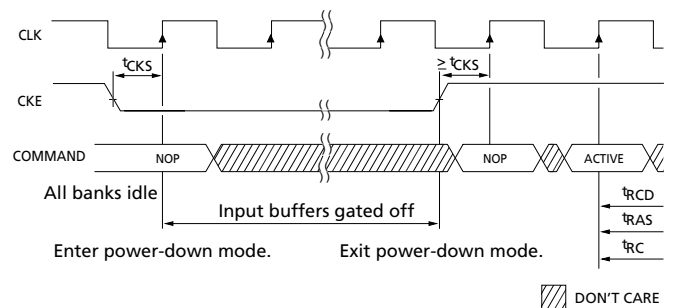 CLK
tCKS
≥ tCKS
CKE
COMMAND
NOP
NOP
ACTIVE
All banks idle
Input buffers gated off
tRCD
tRAS
Enter power-down mode.
Exit power-down mode.
tRC
DON'T CARE